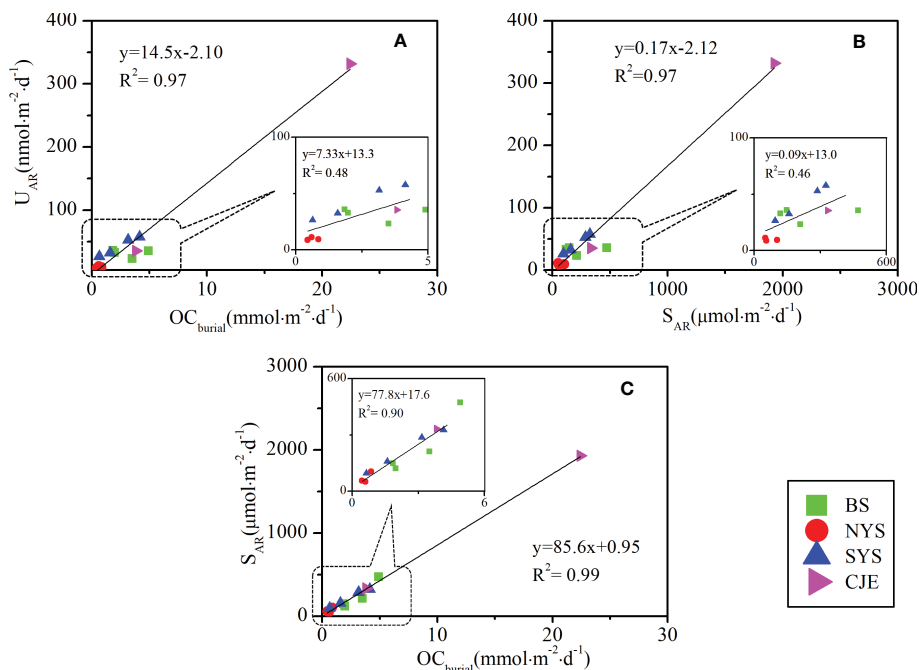 A
y=14.5x-2.10
R²= 0.97
U_AR(nmol·m⁻²·d⁻¹)
400
300
200
100
0
0 10 20 30
OC_burial(mmol·m⁻²·d⁻¹)
100
y=7.33x+13.3
R²= 0.48
0
0 5
B
y=0.17x-2.12
R²= 0.97
400
300
200
100
0
0 1000 2000 3000
S_AR(μmol·m⁻²·d⁻¹)
100
y=0.09x+13.0
R²= 0.46
0
0 600
C
S_AR(μmol·m⁻²·d⁻¹)
3000
2000
1000
0
0 10 20 30
OC_burial(mmol·m⁻²·d⁻¹)
600
y=77.8x+17.6
R²= 0.90
0
0 6
y=85.6x+0.95
R²= 0.99
BS
NYS
SYS
CJE